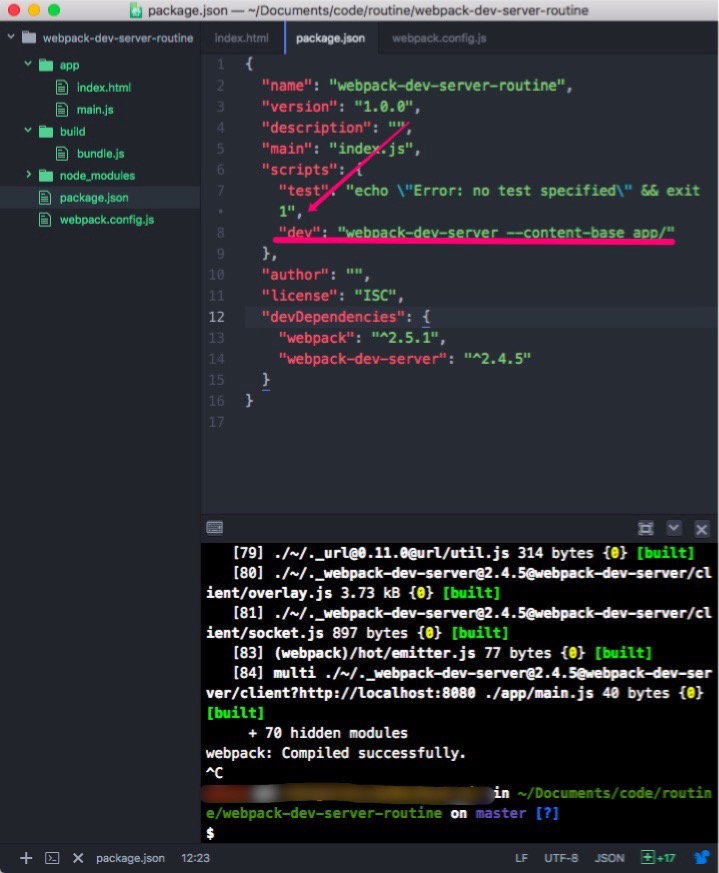 package.json — ~/Documents/code/routine/webpack-dev-server-routine
webpack-dev-server-routine
app
index.html
main.js
build
bundle.js
node_modules
package.json
webpack.config.js
index.html package.json webpack.config.js
1 {
2 "name": "webpack-dev-server-routine",
3 "version": "1.0.0",
4 "description": "",
5 "main": "index.js",
6 "scripts": {
7 "test": "echo \"Error: no test specified\" && exit
• 1",
8 "dev": "webpack-dev-server --content-base app/"
9 },
10 "author": "",
11 "license": "ISC",
12 "devDependencies": {
13 "webpack": "^2.5.1",
14 "webpack-dev-server": "^2.4.5"
15 }
16 }
17
[79] ./~/._url@0.11.0@url/util.js 314 bytes {0} [built]
[80] ./~/._webpack-dev-server@2.4.5@webpack-dev-server/cl
ient/overlay.js 3.73 kB {0} [built]
[81] ./~/._webpack-dev-server@2.4.5@webpack-dev-server/cl
ient/socket.js 897 bytes {0} [built]
[83] (webpack)/hot/emitter.js 77 bytes {0} [built]
[84] multi ./~/._webpack-dev-server@2.4.5@webpack-dev-ser
ver/client?http://localhost:8080 ./app/main.js 40 bytes {0}
[built]
+ 70 hidden modules
webpack: Compiled successfully.
^C
in ~/Documents/code/routin
e/webpack-dev-server-routine on master [?]
$
package.json 12:23 LF UTF-8 JSON +17